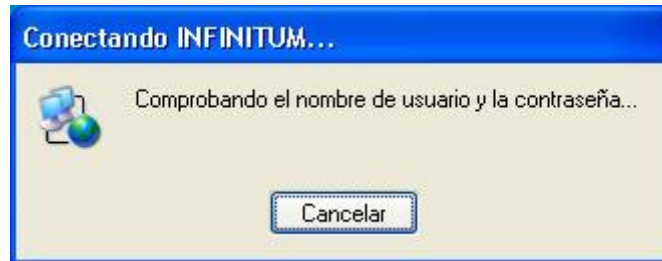 Conectando INFINITUM...
Comprobando el nombre de usuario y la contraseña...
Cancelar